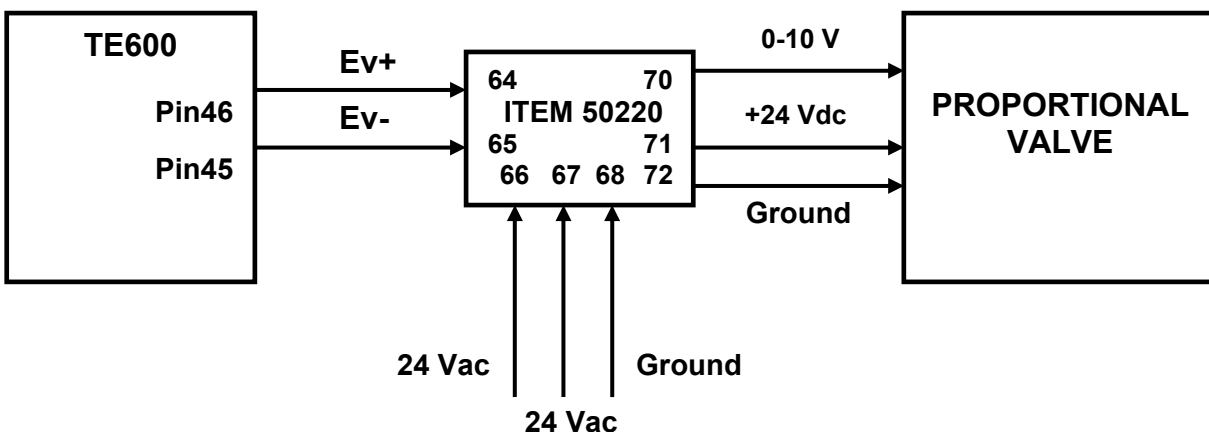 TE600
Pin46
Pin45
Ev+
Ev-
64 70
ITEM 50220
65 71
66 67 68 72
0-10 V
+24 Vdc
Ground
PROPORTIONAL
VALVE
24 Vac
24 Vac
Ground